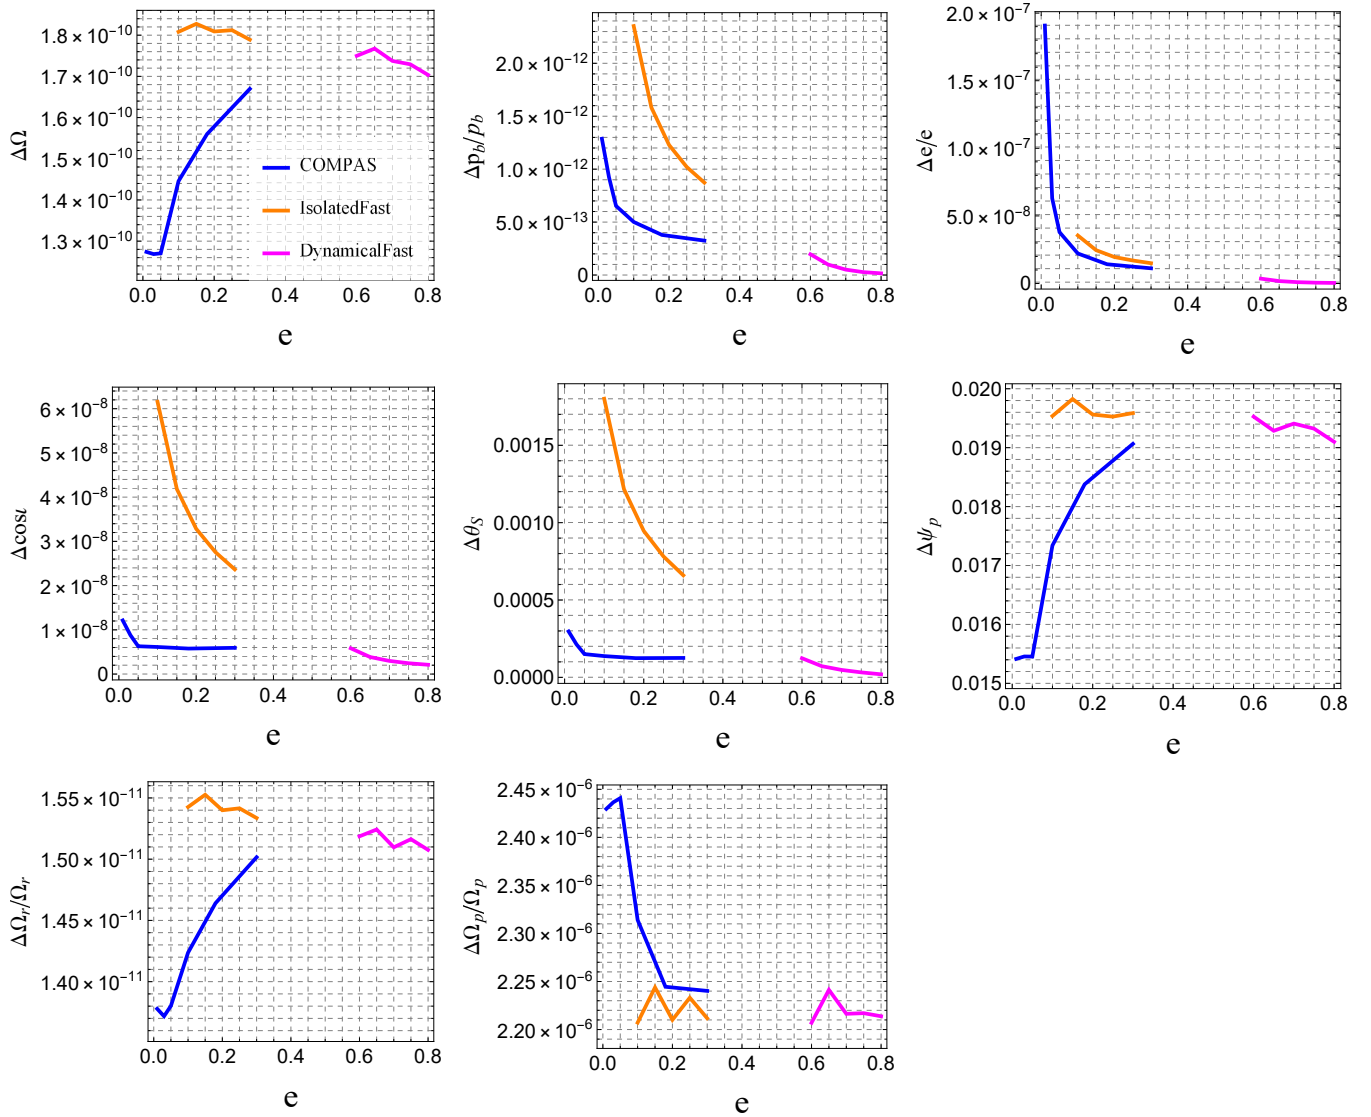 1.8 × 10⁻¹⁰
1.7 × 10⁻¹⁰
1.6 × 10⁻¹⁰
1.5 × 10⁻¹⁰
1.4 × 10⁻¹⁰
1.3 × 10⁻¹⁰
ΔΩ
COMPAS
IsolatedFast
DynamicalFast
0.0 0.2 0.4 0.6 0.8
e
2.0 × 10⁻¹²
1.5 × 10⁻¹²
1.0 × 10⁻¹²
5.0 × 10⁻¹³
0
Δp_b/p_b
0.0 0.2 0.4 0.6 0.8
e
2.0 × 10⁻⁷
1.5 × 10⁻⁷
1.0 × 10⁻⁷
5.0 × 10⁻⁸
0
Δe/e
0.0 0.2 0.4 0.6 0.8
e
6 × 10⁻⁸
5 × 10⁻⁸
4 × 10⁻⁸
3 × 10⁻⁸
2 × 10⁻⁸
1 × 10⁻⁸
0
Δcosι
0.0 0.2 0.4 0.6 0.8
e
0.0015
0.0010
0.0005
0.0000
Δθ_S
0.0 0.2 0.4 0.6 0.8
e
0.020
0.019
0.018
0.017
0.016
0.015
Δψ_p
0.0 0.2 0.4 0.6 0.8
e
1.55 × 10⁻¹¹
1.50 × 10⁻¹¹
1.45 × 10⁻¹¹
1.40 × 10⁻¹¹
ΔΩ_r/Ω_r
0.0 0.2 0.4 0.6 0.8
e
2.45 × 10⁻⁶
2.40 × 10⁻⁶
2.35 × 10⁻⁶
2.30 × 10⁻⁶
2.25 × 10⁻⁶
2.20 × 10⁻⁶
ΔΩ_p/Ω_p
0.0 0.2 0.4 0.6 0.8
e